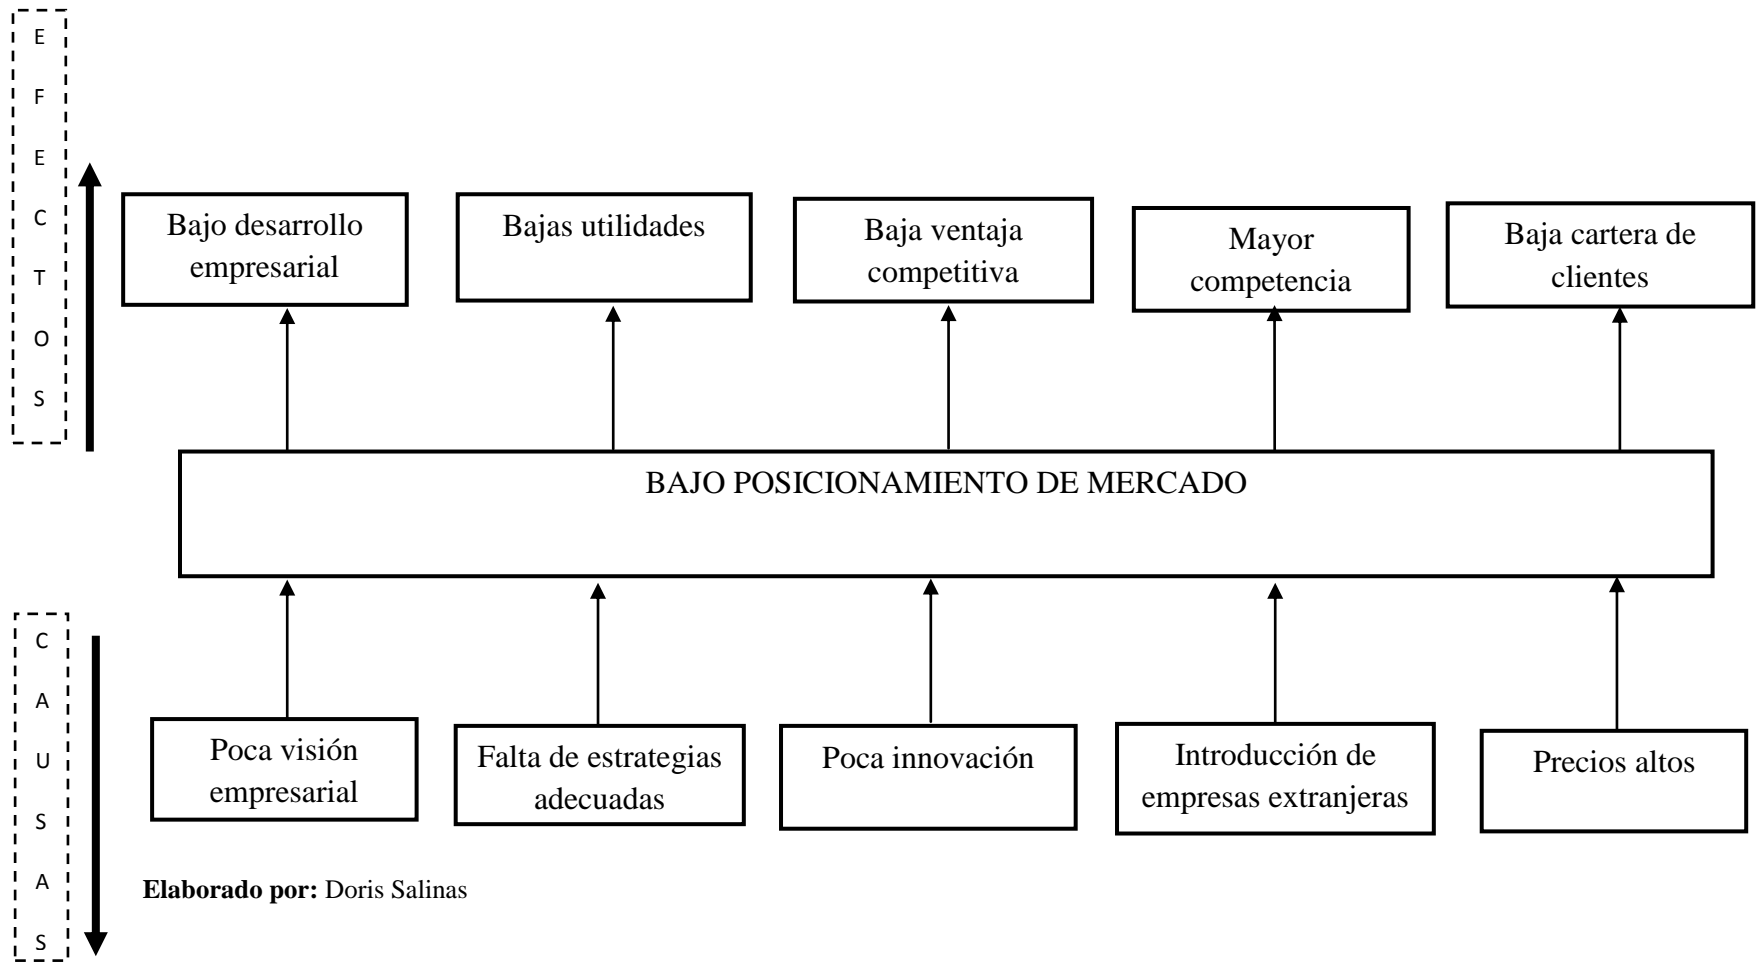 E
F
E
C
T
O
S
Bajo desarrollo
empresarial
Bajas utilidades
Baja ventaja
competitiva
Mayor
competencia
Baja cartera de
clientes
BAJO POSICIONAMIENTO DE MERCADO
C
A
U
S
A
S
Poca visión
empresarial
Falta de estrategias
adecuadas
Poca innovación
Introducción de
empresas extranjeras
Precios altos
Elaborado por: Doris Salinas